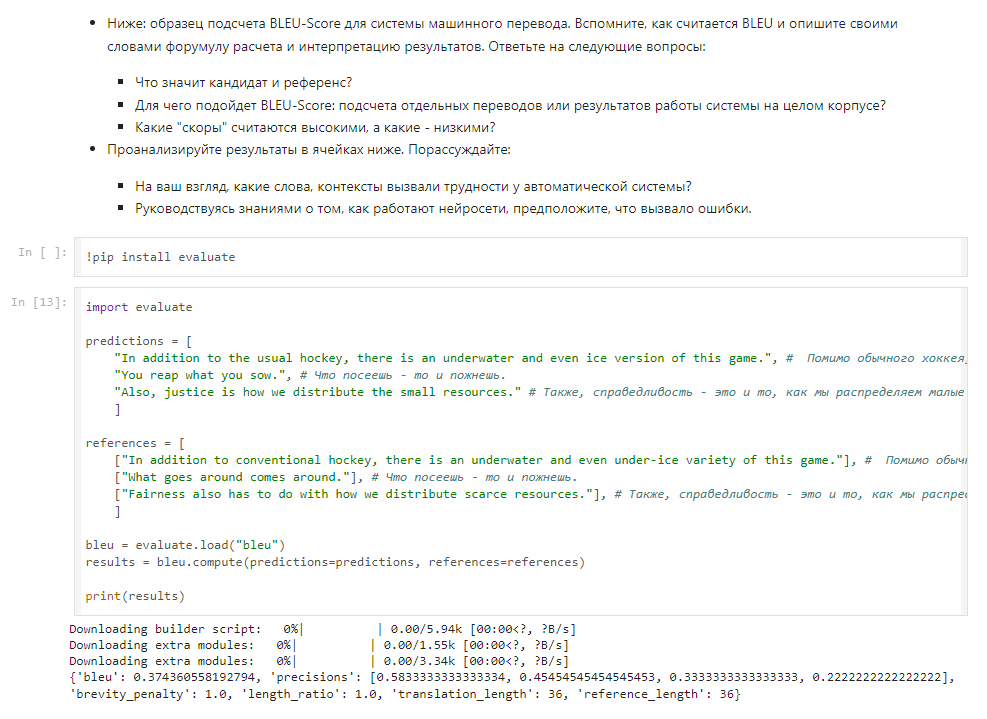 Ниже: образец подсчета BLEU-Score для системы машинного перевода. Вспомните, как считается BLEU и опишите своими
словами форумулу расчета и интерпретацию результатов. Ответьте на следующие вопросы:
Что значит кандидат и референс?
Для чего подойдет BLEU-Score: подсчета отдельных переводов или результатов работы системы на целом корпусе?
Какие "скоры" считаются высокими, а какие - низкими?
Проанализируйте результаты в ячейках ниже. Порассуждайте:
На ваш взгляд, какие слова, контексты вызвали трудности у автоматической системы?
Руководствуясь знаниями о том, как работают нейросети, предположите, что вызвало ошибки.
In [ ]: !pip install evaluate
In [13]: import evaluate
predictions = [
"In addition to the usual hockey, there is an underwater and even ice version of this game.", # Помимо обычного хоккея,
"You reap what you sow.", # Что посеешь - то и пожнешь.
"Also, justice is how we distribute the small resources." # Также, справедливость - это и то, как мы распределяем малые
]
references = [
["In addition to conventional hockey, there is an underwater and even under-ice variety of this game."], # Помимо обычн
["What goes around comes around."], # Что посеешь - то и пожнешь.
["Fairness also has to do with how we distribute scarce resources."], # Также, справедливость - это и то, как мы распре
]
bleu = evaluate.load("bleu")
results = bleu.compute(predictions=predictions, references=references)
print(results)
Downloading builder script: 0%| | 0.00/5.94k [00:00<?, ?B/s]
Downloading extra modules: 0%| | 0.00/1.55k [00:00<?, ?B/s]
Downloading extra modules: 0%| | 0.00/3.34k [00:00<?, ?B/s]
{'bleu': 0.374360558192794, 'precisions': [0.5833333333333334, 0.45454545454545453, 0.3333333333333333, 0.2222222222222222],
'brevity_penalty': 1.0, 'length_ratio': 1.0, 'translation_length': 36, 'reference_length': 36}